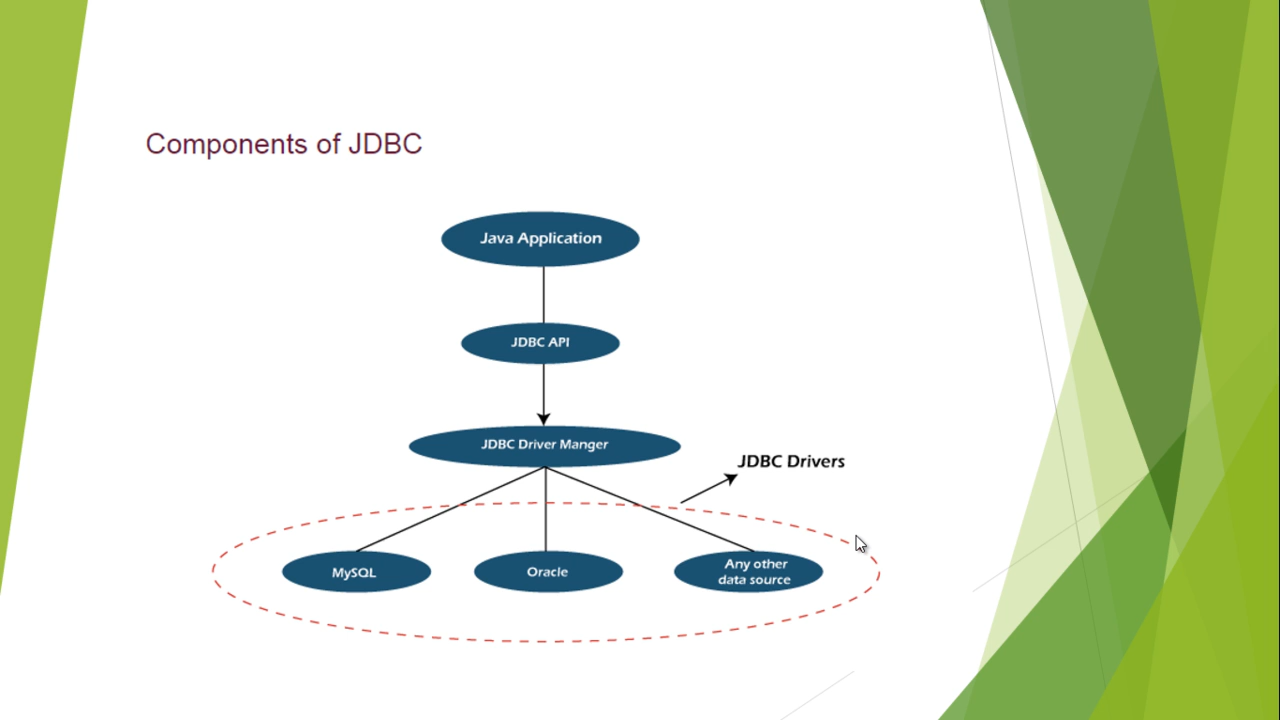 Components of JDBC
Java Application
JDBC API
JDBC Driver Manger
JDBC Drivers
MySQL
Oracle
Any other
data source